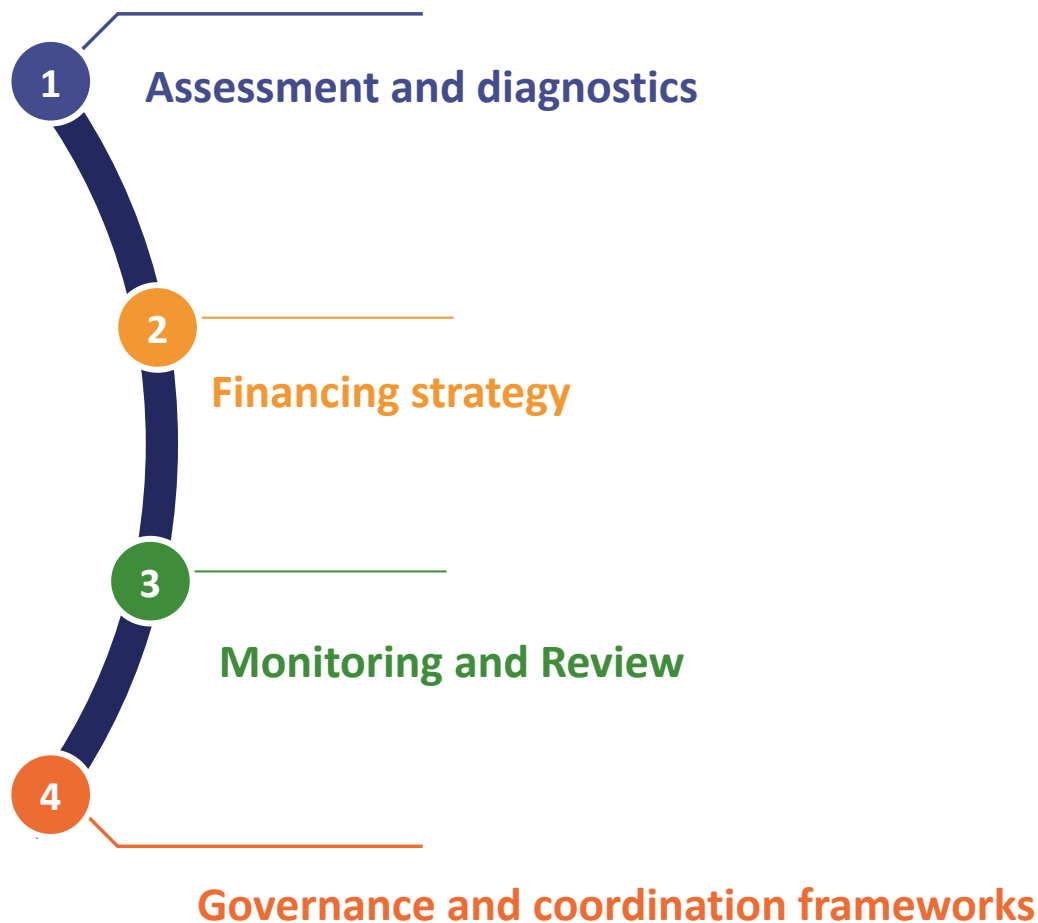 1
Assessment and diagnostics
2
Financing strategy
3
Monitoring and Review
4
Governance and coordination frameworks